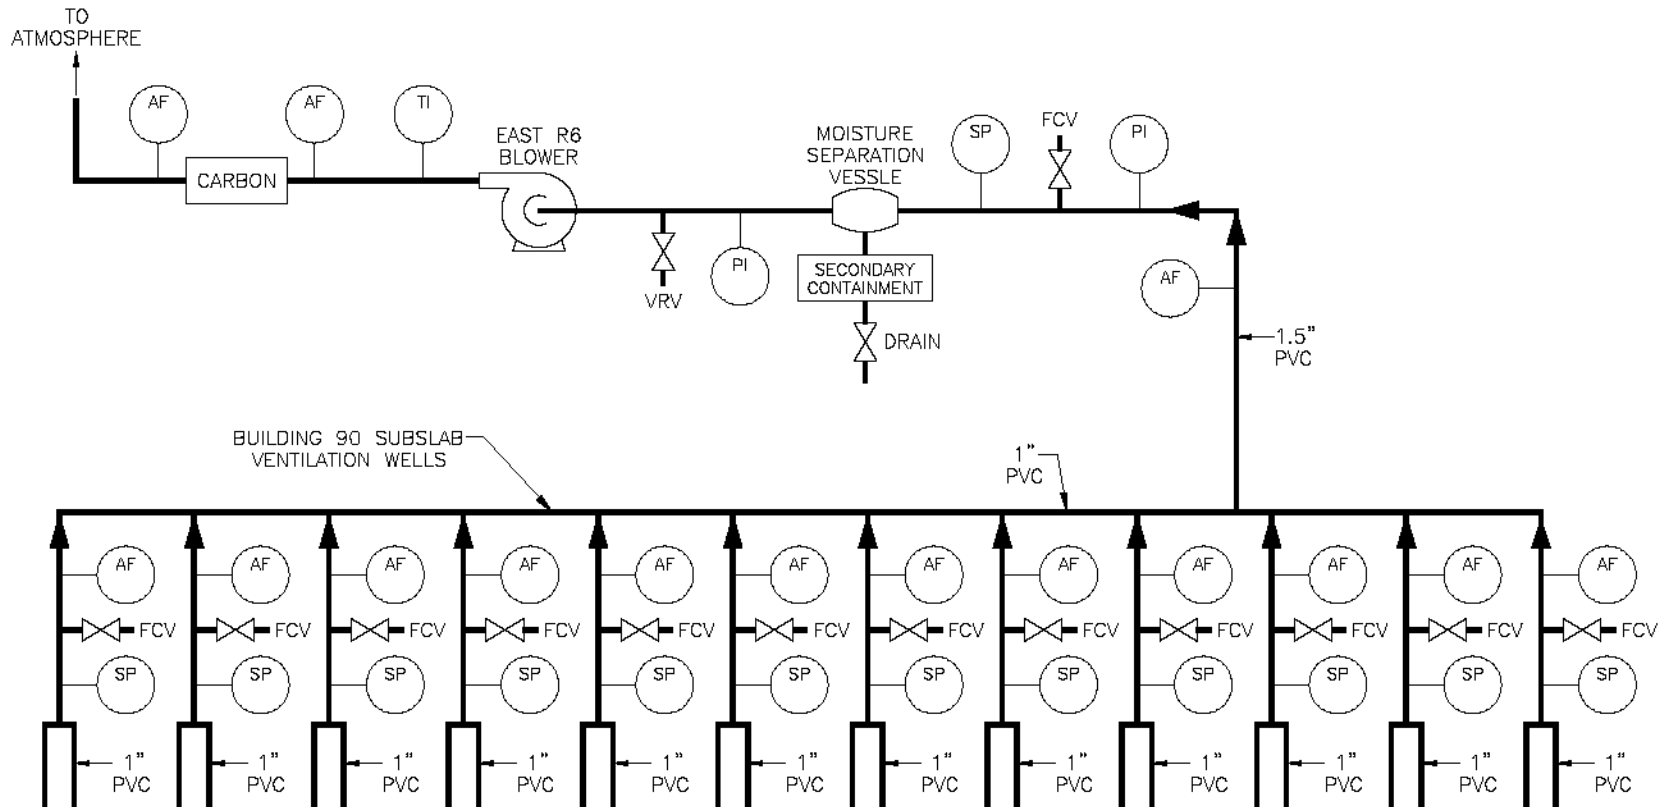 TO
ATMOSPHERE
AF
AF
TI
EAST R6
BLOWER
MOISTURE
SEPARATION
VESSLE
SP
FCV
PI
CARBON
VRV
PI
SECONDARY
CONTAINMENT
DRAIN
AF
1.5"
PVC
BUILDING 90 SUBSLAB
VENTILATION WELLS
1"
PVC
AF AF AF AF AF AF AF AF AF AF AF AF
FCV FCV FCV FCV FCV FCV FCV FCV FCV FCV FCV FCV
SP SP SP SP SP SP SP SP SP SP SP SP
1" 1" 1" 1" 1" 1" 1" 1" 1" 1" 1" 1"
PVC PVC PVC PVC PVC PVC PVC PVC PVC PVC PVC PVC